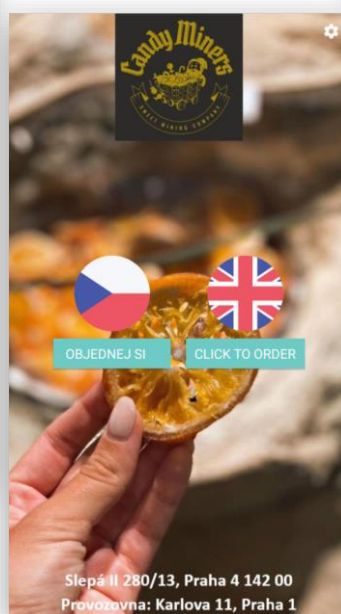 Candy Miners
SWEET MINING COMPANY
OBJEDNEJ SI
CLICK TO ORDER
Slepá II 280/13, Praha 4 142 00
Provozovna: Karlova 11, Praha 1